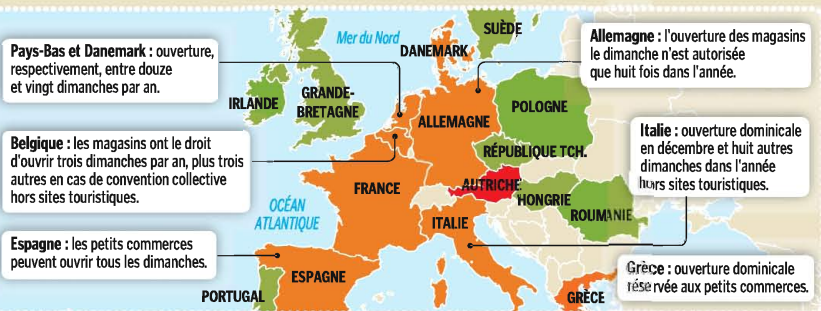 Pays-Bas et Danemark : ouverture,
respectivement, entre douze
et vingt dimanches par an.
Belgique : les magasins ont le droit
d'ouvrir trois dimanches par an, plus trois
autres en cas de convention collective
hors sites touristiques.
Espagne : les petits commerces
peuvent ouvrir tous les dimanches.
Mer du Nord
SUÈDE
DANEMARK
IRLANDE
GRANDE-
BRETAGNE
POLOGNE
ALLEMAGNE
RÉPUBLIQUE TCH.
FRANCE
AUTRICHE
HONGRIE
ROUMANIE
OCÉAN
ATLANTIQUE
ITALIE
ESPAGNE
PORTUGAL
GRÈCE
Allemagne : l'ouverture des magasins
le dimanche n'est autorisée
que huit fois dans l'année.
Italie : ouverture dominicale
en décembre et huit autres
dimanches dans l'année
hors sites touristiques.
Grèce : ouverture dominicale
réservée aux petits commerces.